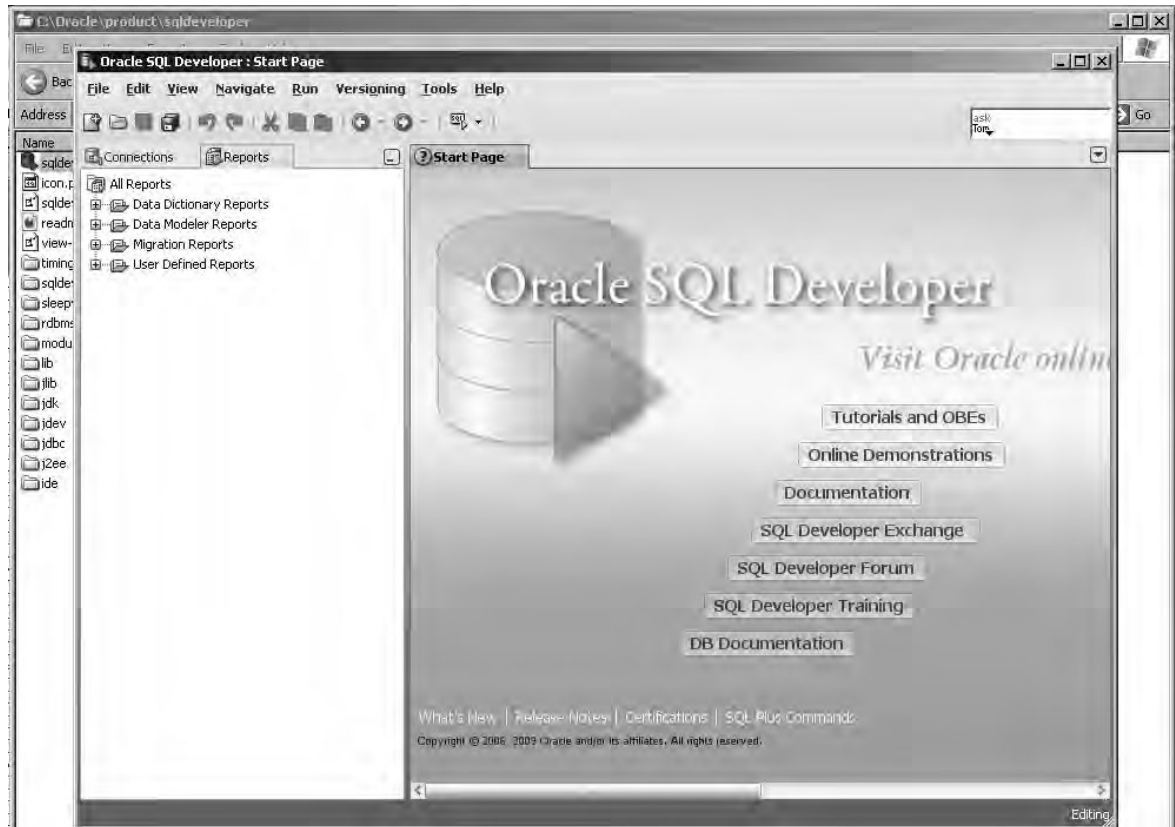 C:\Oracle\product\sqldeveloper
File
Oracle SQL Developer : Start Page
Bac
File Edit View Navigate Run Versioning Tools Help
Address
ask
Tom
Go
Name
Connections
Reports
Start Page
sqlde
icon.p
sqlde
readn
view-
timing
sqlde
sleep
rdbms
modu
lib
jlib
jdk
jdev
jdbc
j2ee
ide
All Reports
Data Dictionary Reports
Data Modeler Reports
Migration Reports
User Defined Reports
Oracle SQL Developer
Visit Oracle onlin
Tutorials and OBEs
Online Demonstrations
Documentation
SQL Developer Exchange
SQL Developer Forum
SQL Developer Training
DB Documentation
What's New | Release Notes | Certifications | SQL Plus Commands
Copyright © 2006, 2009 Oracle and/or its affiliates. All rights reserved.
Editing